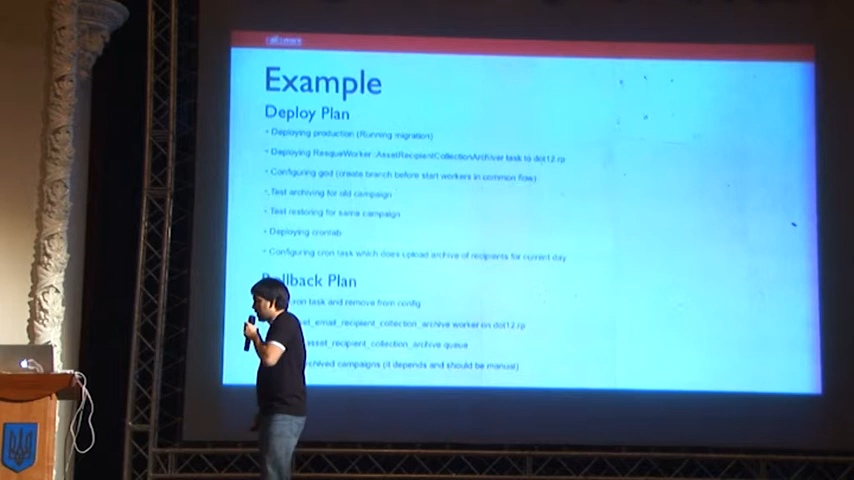 Example
Deploy Plan
• Deploying production (Running migration)
• Deploying ResqueWorker::AssetRecipientCollectionArchiver task to dot12.rp
• Configuring god (create branch before start workers in common flow)
• Test archiving for old campaign
• Test restoring for same campaign
• Deploying crontab
• Configuring cron task which does upload archive of recipients for current day
Rollback Plan
cron task and remove from config
email_recipient_collection_archive worker on dot12.rp
asset_recipient_collection_archive queue
campaigns (it depends and should be manual)